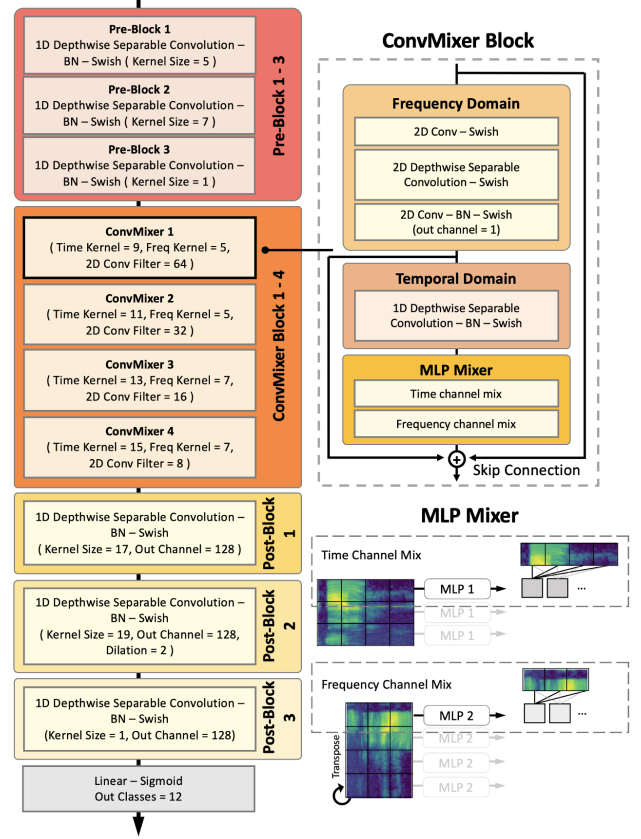 Pre-Block 1
1D Depthwise Separable Convolution –
BN – Swish ( Kernel Size = 5 )
Pre-Block 2
1D Depthwise Separable Convolution –
BN – Swish ( Kernel Size = 7 )
Pre-Block 3
1D Depthwise Separable Convolution –
BN – Swish ( Kernel Size = 1 )
Pre-Block 1 - 3
ConvMixer 1
( Time Kernel = 9, Freq Kernel = 5,
2D Conv Filter = 64 )
ConvMixer 2
( Time Kernel = 11, Freq Kernel = 5,
2D Conv Filter = 32 )
ConvMixer 3
( Time Kernel = 13, Freq Kernel = 7,
2D Conv Filter = 16 )
ConvMixer 4
( Time Kernel = 15, Freq Kernel = 7,
2D Conv Filter = 8 )
ConvMixer Block 1 - 4
1D Depthwise Separable Convolution –
BN – Swish
( Kernel Size = 17, Out Channel = 128 )
Post-Block
1
1D Depthwise Separable Convolution –
BN – Swish
( Kernel Size = 19, Out Channel = 128,
Dilation = 2 )
Post-Block
2
1D Depthwise Separable Convolution –
BN – Swish
(Kernel Size = 1, Out Channel = 128)
Post-Block
3
Linear – Sigmoid
Out Classes = 12
ConvMixer Block
Frequency Domain
2D Conv – Swish
2D Depthwise Separable
Convolution – Swish
2D Conv – BN – Swish
(out channel = 1)
Temporal Domain
1D Depthwise Separable
Convolution – BN – Swish
MLP Mixer
Time channel mix
Frequency channel mix
+
Skip Connection
MLP Mixer
Time Channel Mix
MLP 1
MLP 1
MLP 1
...
Frequency Channel Mix
MLP 2
MLP 2
MLP 2
MLP 2
...
Transpose